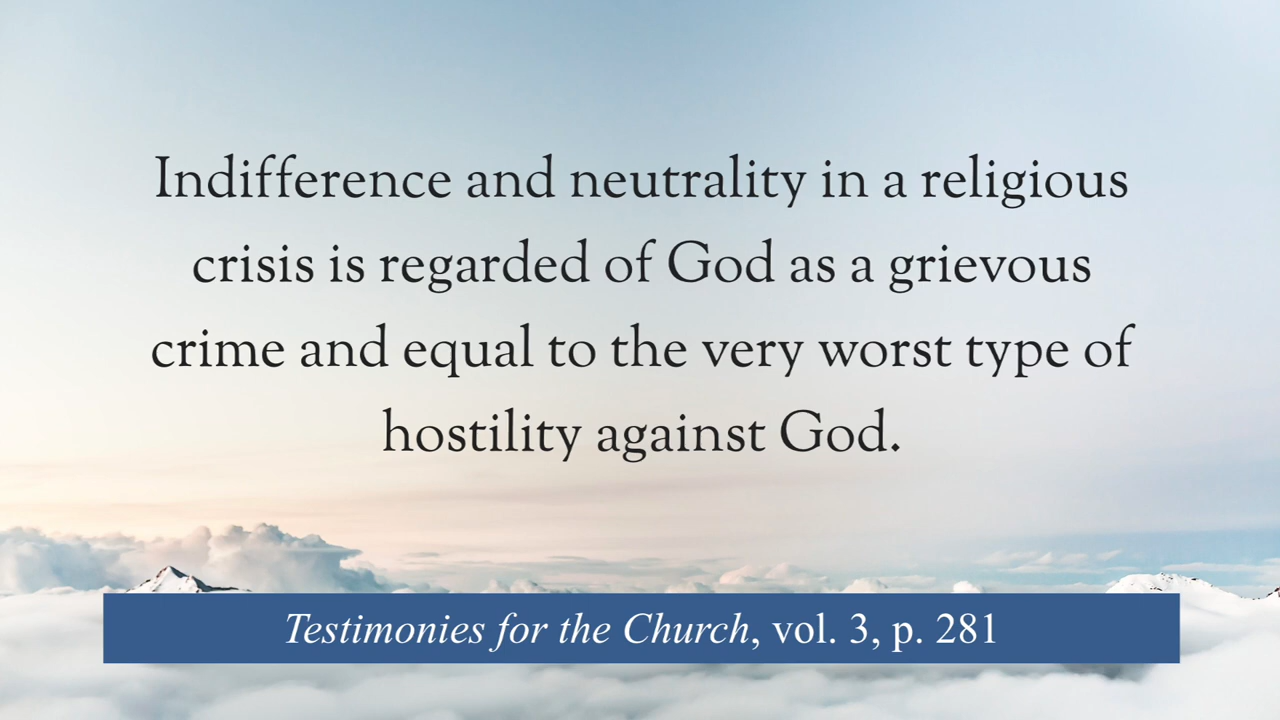 Indifference and neutrality in a religious
crisis is regarded of God as a grievous
crime and equal to the very worst type of
hostility against God.
Testimonies for the Church, vol. 3, p. 281